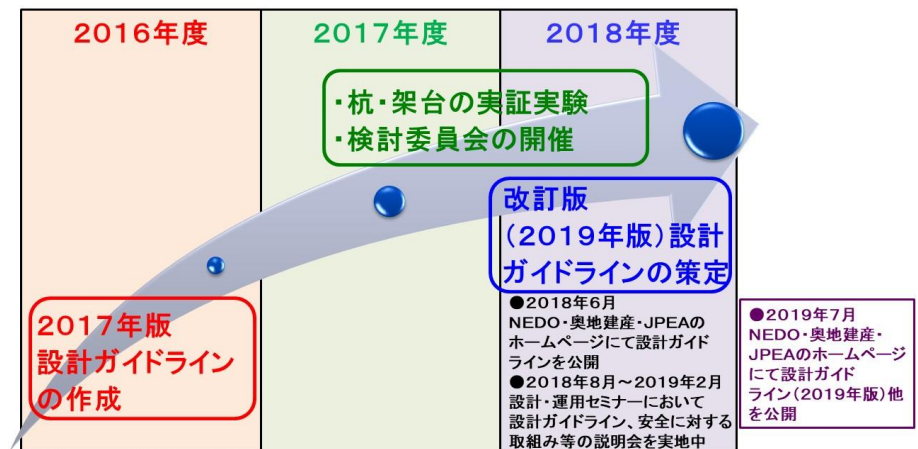 2016年度
2017年度
2018年度
・杭・架台の実証実験
・検討委員会の開催
改訂版
（2019年版）設計
ガイドラインの策定
2017年版
設計ガイドライン
の作成
●2018年6月
NEDO・奥地建産・JPEAの
ホームページにて設計ガイド
ラインを公開
●2018年8月～2019年2月
設計・運用セミナーにおいて
設計ガイドライン、安全に対する
取組み等の説明会を実地中
●2019年7月
NEDO・奥地建産・
JPEAのホームページ
にて設計ガイド
ライン（2019年版）他
を公開